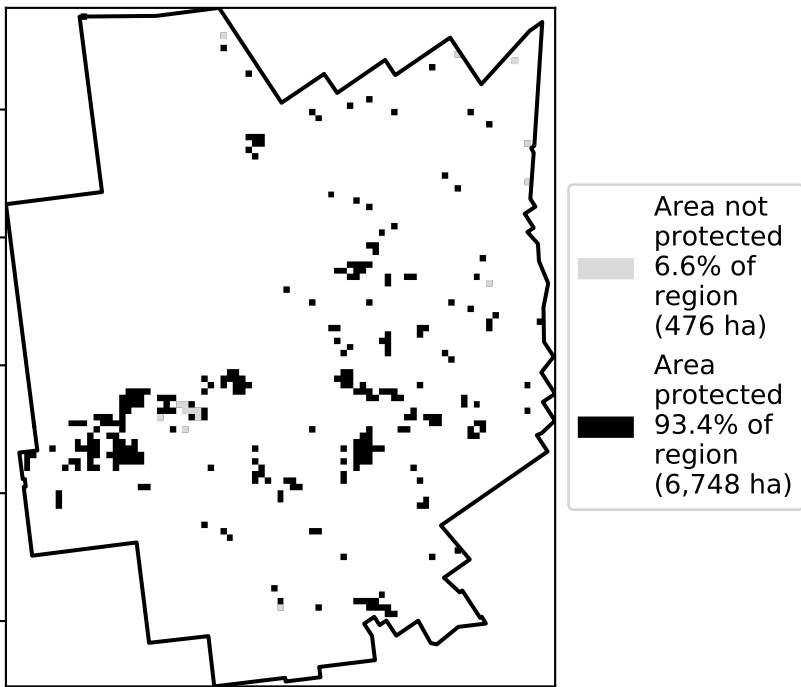 Area not
protected
6.6% of
region
(476 ha)
Area
protected
93.4% of
region
(6,748 ha)